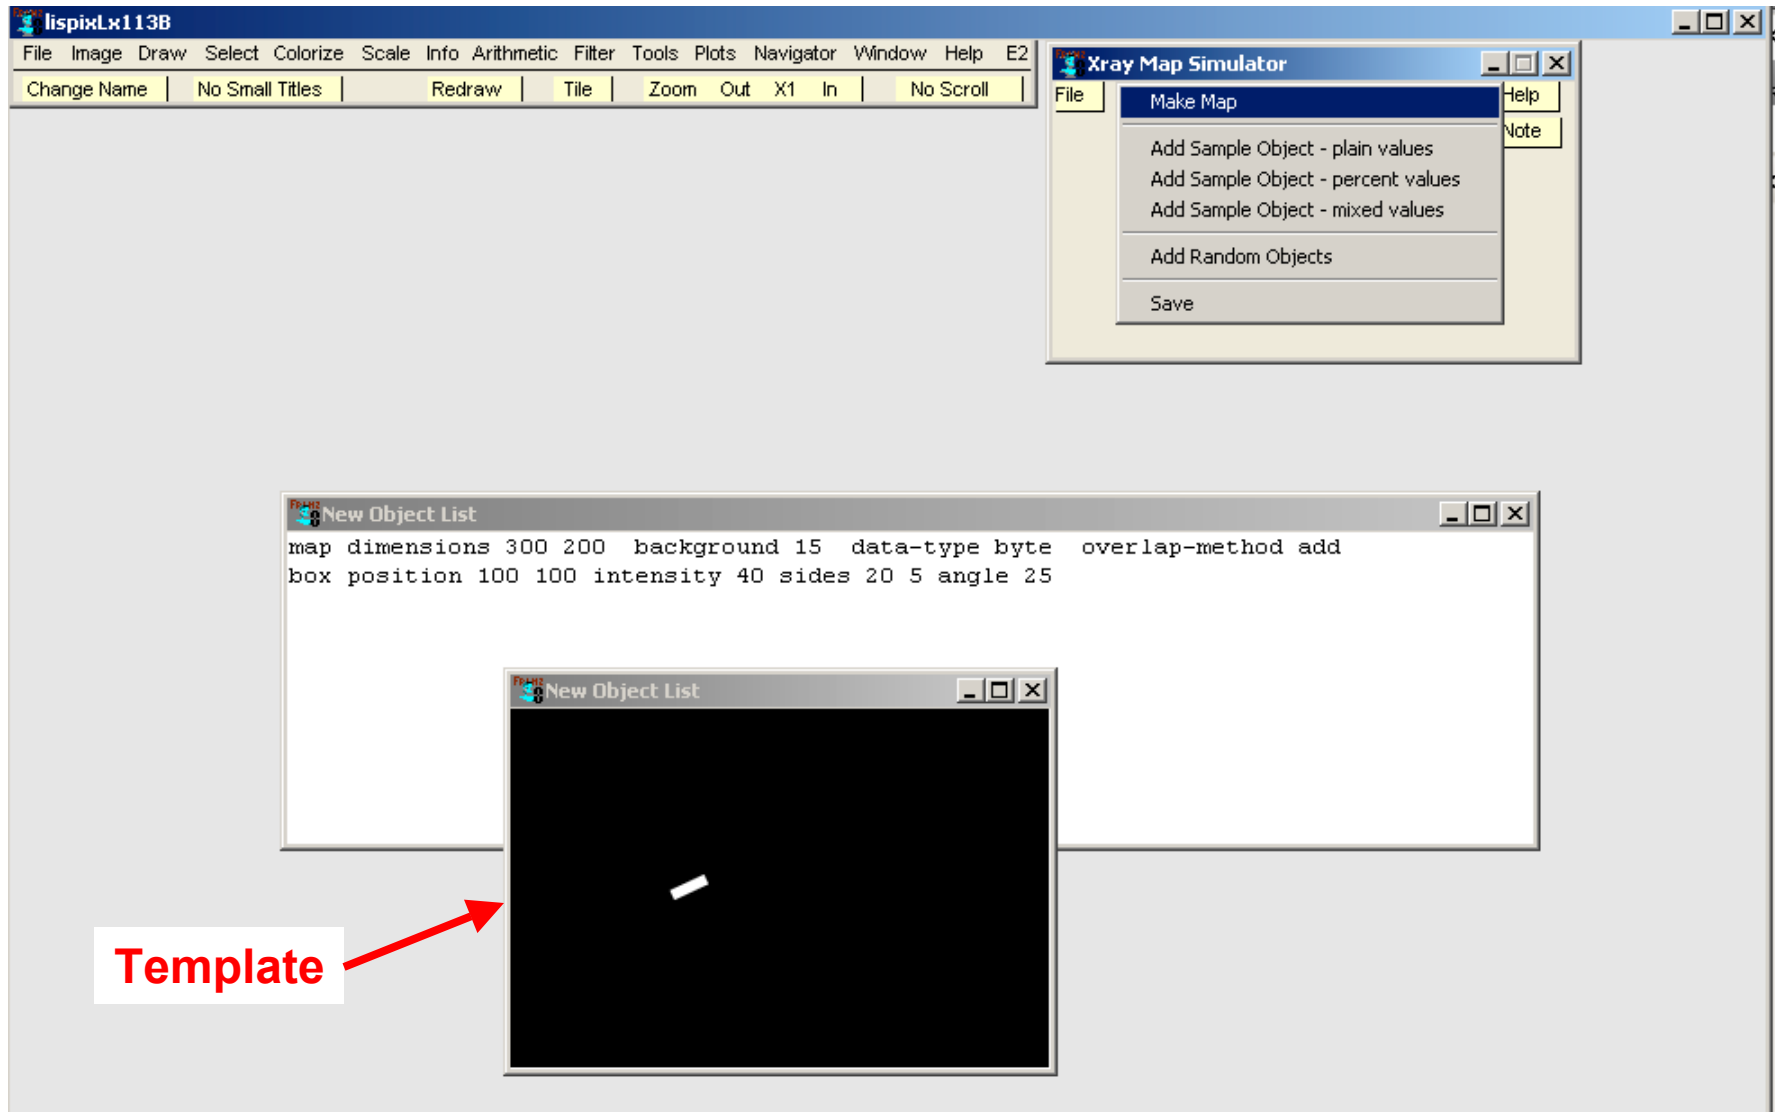 lispixLx113B
File Image Draw Select Colorize Scale Info Arithmetic Filter Tools Plots Navigator Window Help E2
Change Name No Small Titles Redraw Tile Zoom Out X1 In No Scroll
Xray Map Simulator
File Help
Note
Make Map
Add Sample Object - plain values
Add Sample Object - percent values
Add Sample Object - mixed values
Add Random Objects
Save
New Object List
map dimensions 300 200 background 15 data-type byte overlap-method add
box position 100 100 intensity 40 sides 20 5 angle 25
New Object List
Template